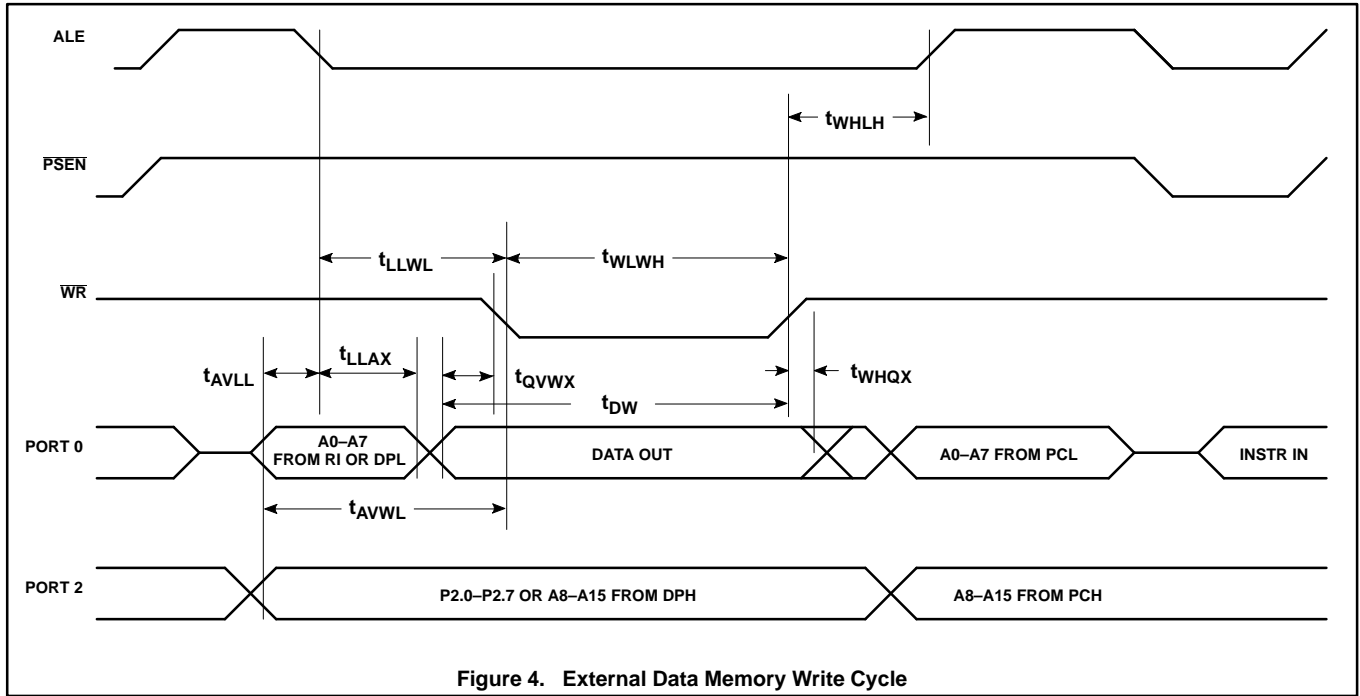 ALE
tWHLH
PSEN
tLLWL
tWLWH
WR
tLLAX
tAVLL
tQVWX
tWHQX
tDW
PORT 0
A0–A7
FROM RI OR DPL
DATA OUT
A0–A7 FROM PCL
INSTR IN
tAVWL
PORT 2
P2.0–P2.7 OR A8–A15 FROM DPH
A8–A15 FROM PCH
Figure 4. External Data Memory Write Cycle